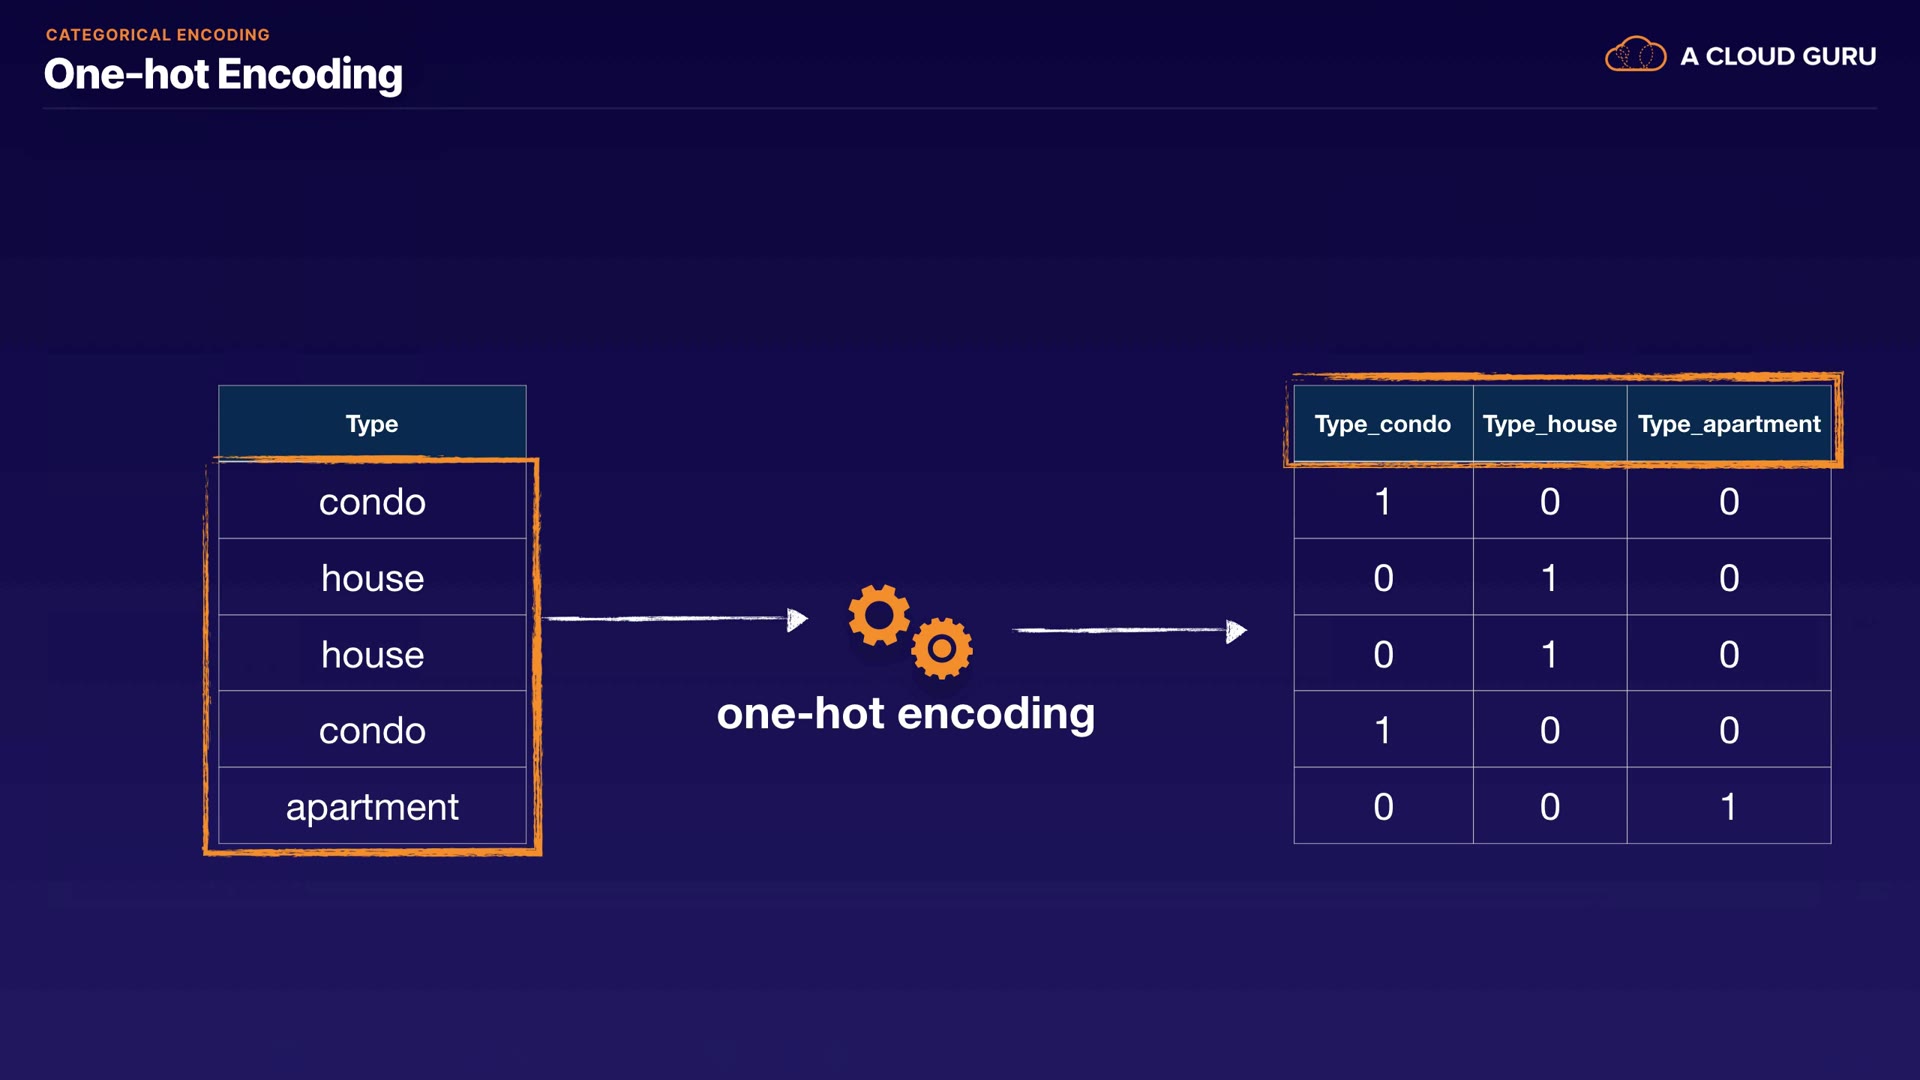 CATEGORICAL ENCODING
One-hot Encoding
A CLOUD GURU
Type
condo
house
house
condo
apartment
one-hot encoding
Type_condo Type_house Type_apartment
1 0 0
0 1 0
0 1 0
1 0 0
0 0 1